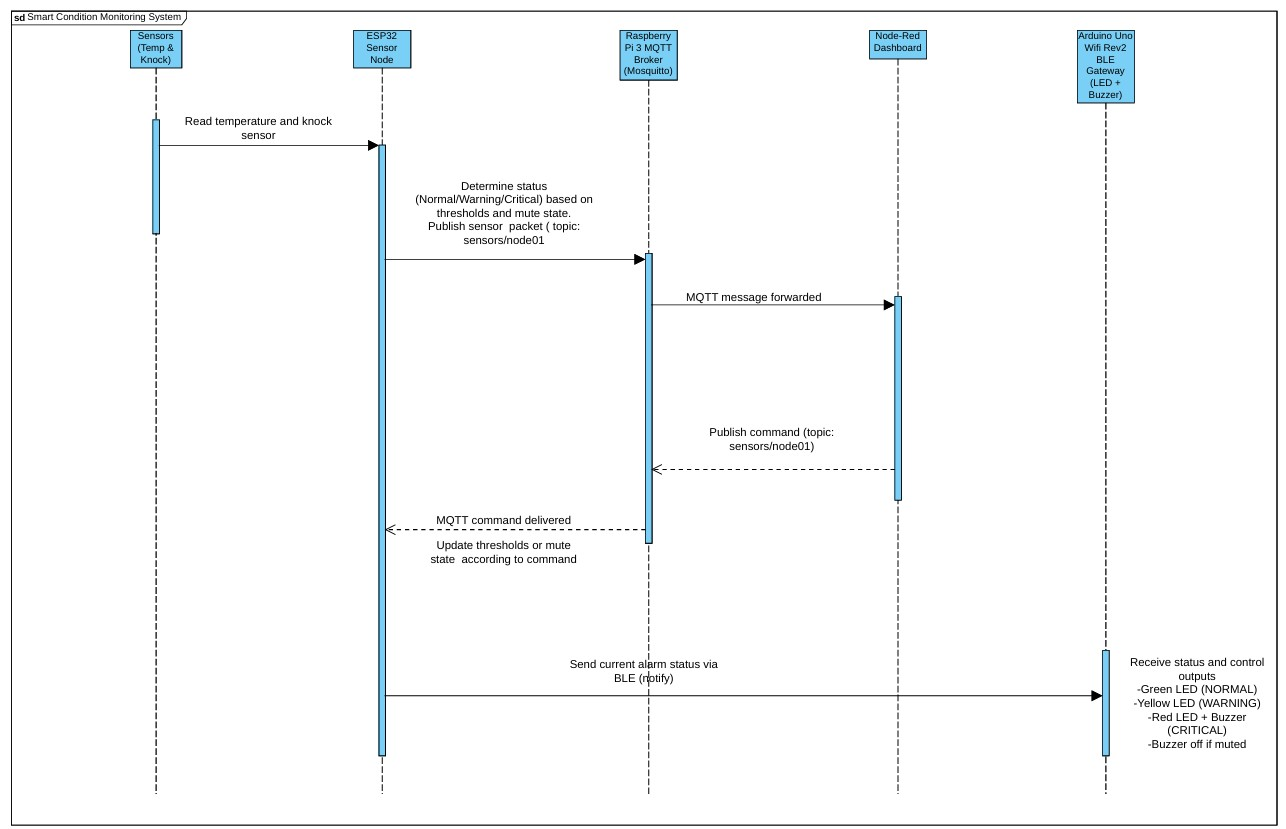 sd Smart Condition Monitoring System
Sensors
(Temp &
Knock)
ESP32
Sensor
Node
Raspberry
Pi 3 MQTT
Broker
(Mosquitto)
Node-Red
Dashboard
Arduino Uno
Wifi Rev2
BLE
Gateway
(LED +
Buzzer)
Read temperature and knock
sensor
Determine status
(Normal/Warning/Critical) based on
thresholds and mute state.
Publish sensor  packet ( topic:
sensors/node01
MQTT message forwarded
Publish command (topic:
sensors/node01)
MQTT command delivered
Update thresholds or mute
state  according to command
Send current alarm status via
BLE (notify)
Receive status and control
outputs
-Green LED (NORMAL)
-Yellow LED (WARNING)
-Red LED + Buzzer
(CRITICAL)
-Buzzer off if muted